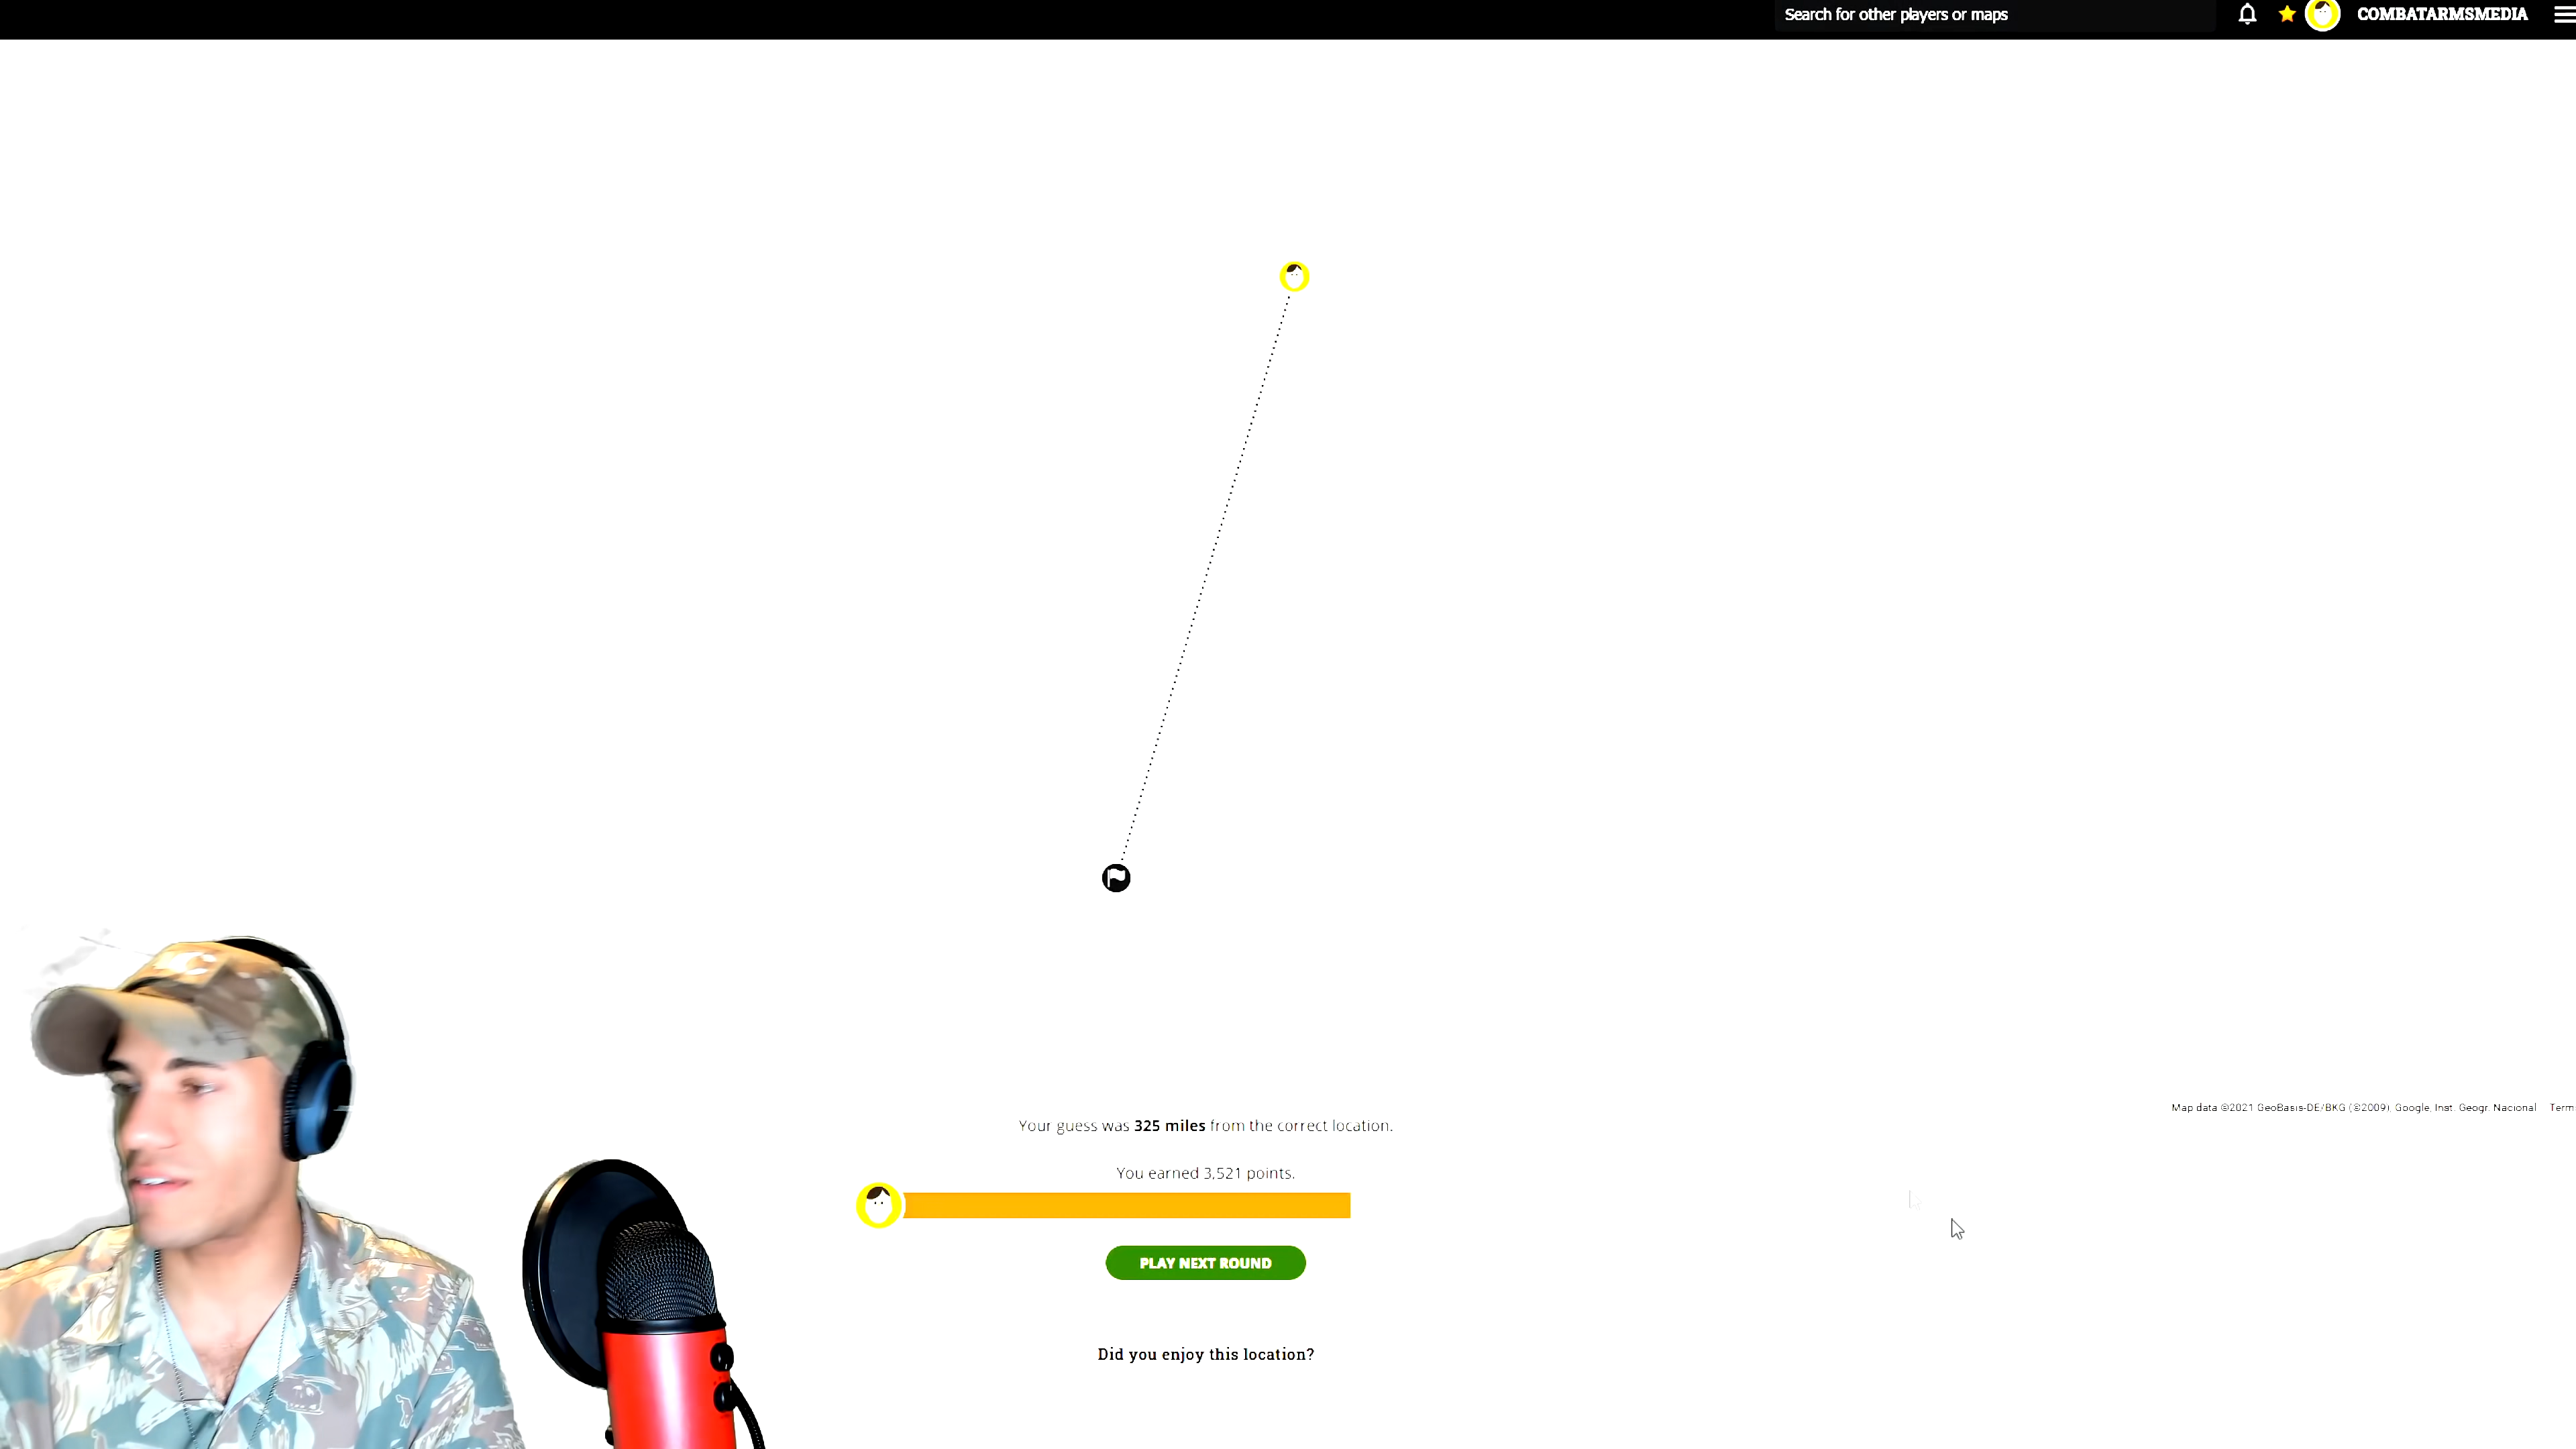 Search for other players or maps
COMBATARMSMEDIA
Map data ©2021 GeoBasis-DE/BKG (©2009), Google, Inst. Geogr. Nacional Term
Your guess was 325 miles from the correct location.
You earned 3,521 points.
PLAY NEXT ROUND
Did you enjoy this location?